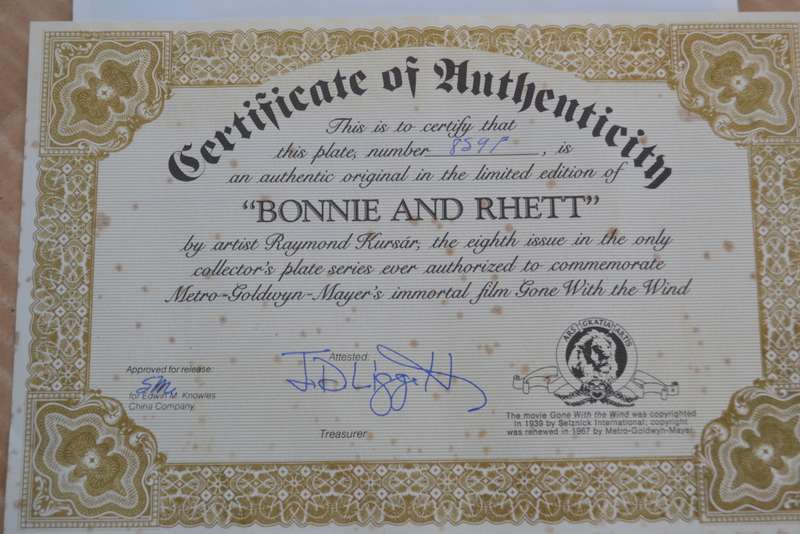 Certificate of Authenticity
This is to certify that
this plate, number 8591, is
an authentic original in the limited edition of
"BONNIE AND RHETT"
by artist Raymond Kursár, the eighth issue in the only
collector's plate series ever authorized to commemorate
Metro-Goldwyn-Mayer's immortal film Gone With the Wind
ARS GRATIA ARTIS
Approved for release:
SM
for Edwin M. Knowles
China Company.
Attested:
J.D Liggett
Treasurer
The movie Gone With the Wind was copyrighted
in 1939 by Selznick International; copyright
was renewed in 1967 by Metro-Goldwyn-Mayer.